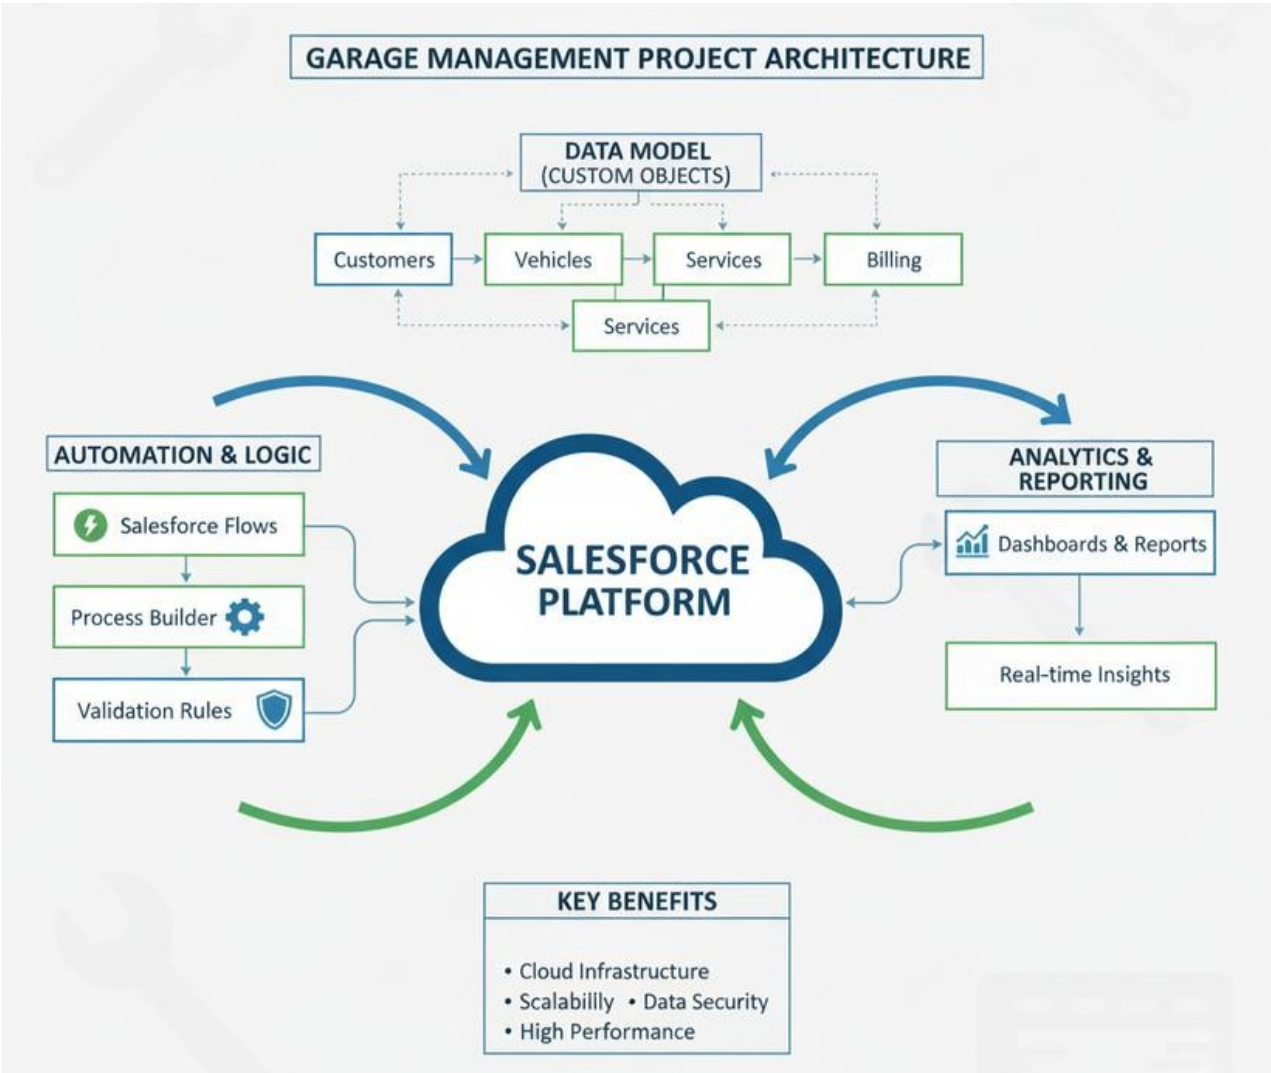 GARAGE MANAGEMENT PROJECT ARCHITECTURE
DATA MODEL
(CUSTOM OBJECTS)
Customers
Vehicles
Services
Billing
Services
AUTOMATION & LOGIC
Salesforce Flows
Process Builder
Validation Rules
SALESFORCE
PLATFORM
ANALYTICS &
REPORTING
Dashboards & Reports
Real-time Insights
KEY BENEFITS
• Cloud Infrastructure
• Scalabillly • Data Security
• High Performance